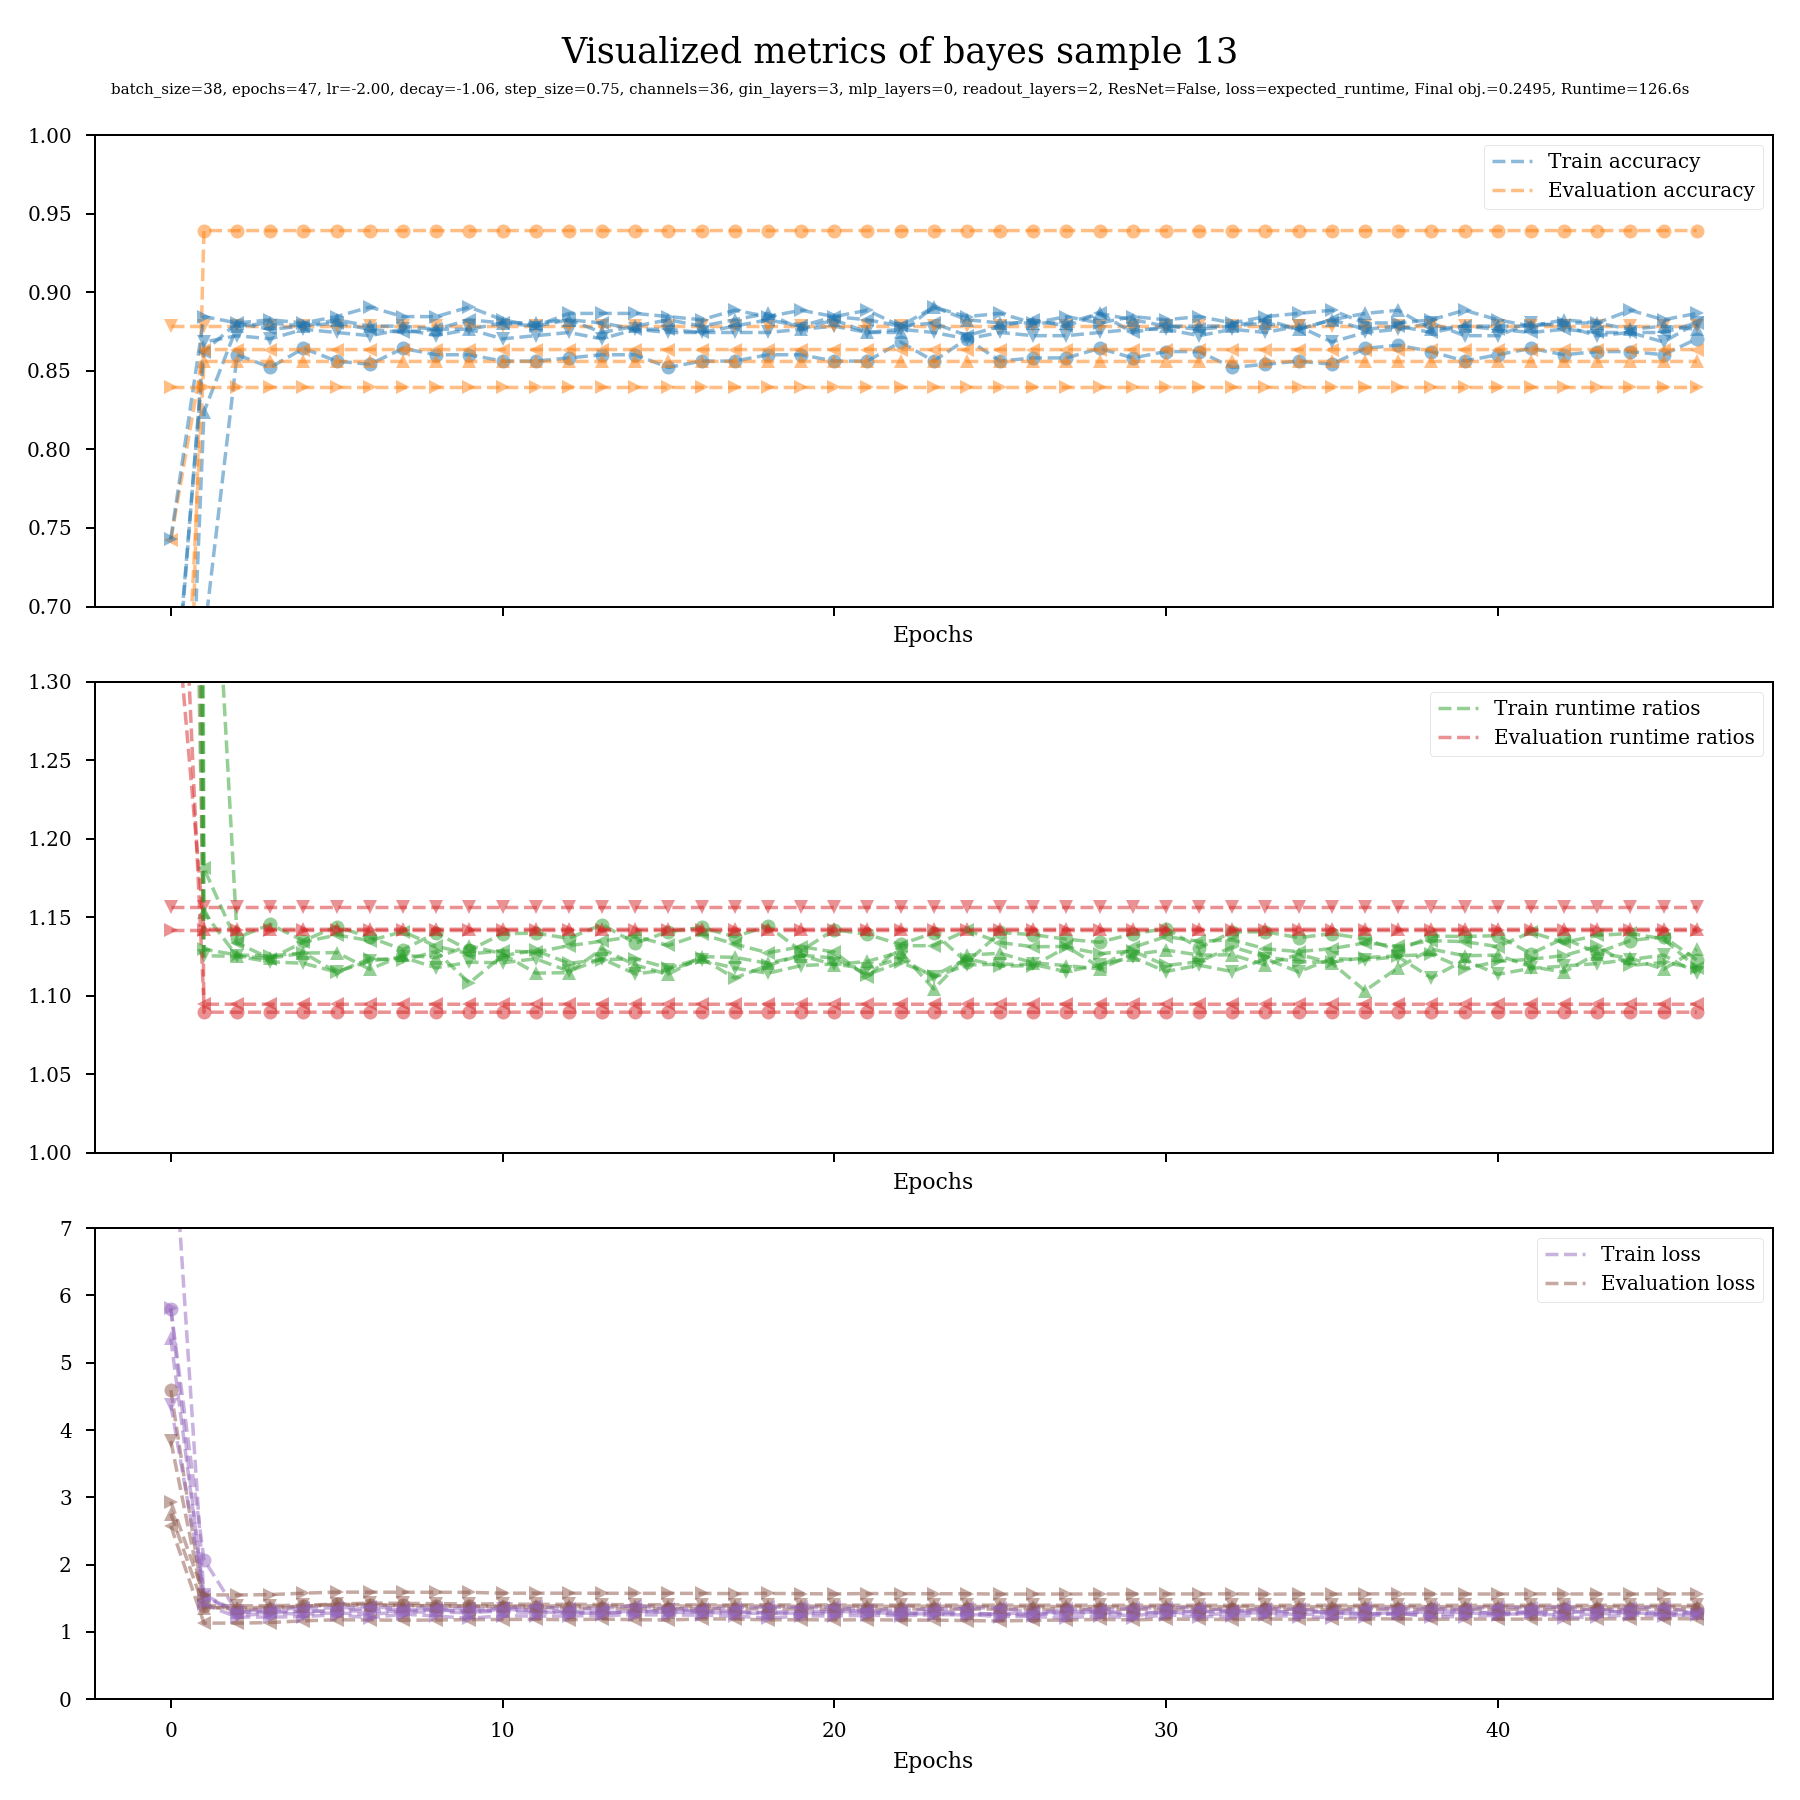 Visualized metrics of bayes sample 13
batch_size=38, epochs=47, lr=-2.00, decay=-1.06, step_size=0.75, channels=36, gin_layers=3, mlp_layers=0, readout_layers=2, ResNet=False, loss=expected_runtime, Final obj.=0.2495, Runtime=126.6s
1.00
0.95
0.90
0.85
0.80
0.75
0.70
Train accuracy
Evaluation accuracy
Epochs
1.30
1.25
1.20
1.15
1.10
1.05
1.00
Train runtime ratios
Evaluation runtime ratios
Epochs
7
6
5
4
3
2
1
0
Train loss
Evaluation loss
0 10 20 30 40
Epochs